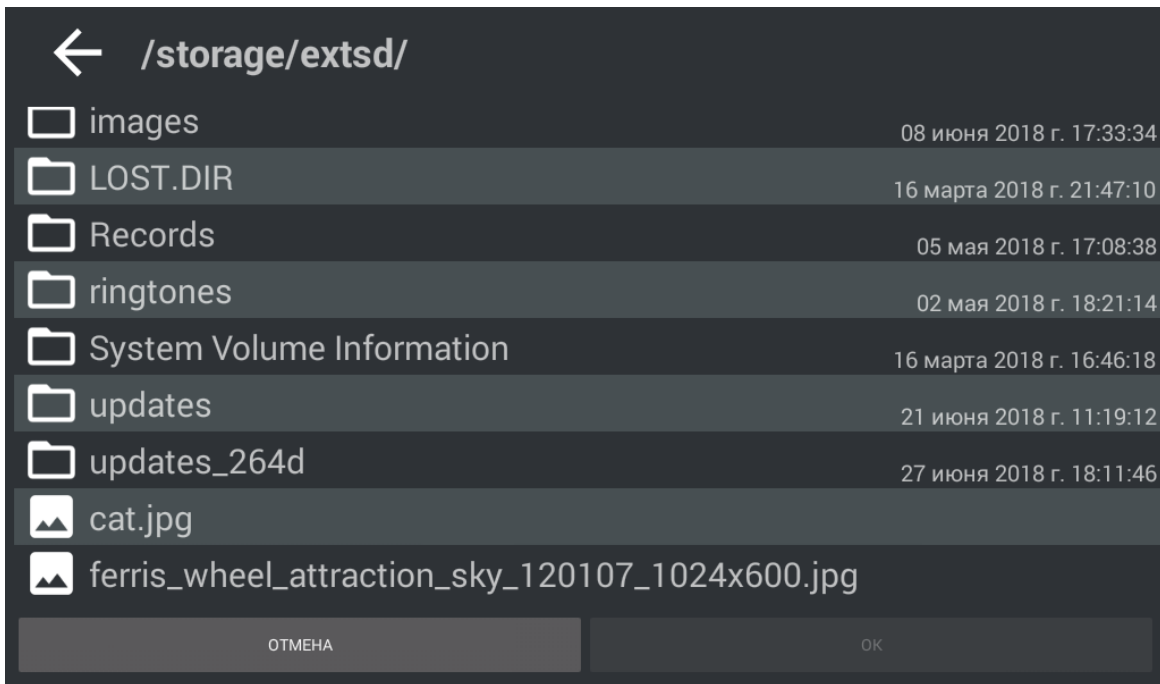 /storage/extsd/
images 08 июня 2018 г. 17:33:34
LOST.DIR 16 марта 2018 г. 21:47:10
Records 05 мая 2018 г. 17:08:38
ringtones 02 мая 2018 г. 18:21:14
System Volume Information 16 марта 2018 г. 16:46:18
updates 21 июня 2018 г. 11:19:12
updates_264d 27 июня 2018 г. 18:11:46
cat.jpg
ferris_wheel_attraction_sky_120107_1024x600.jpg
ОТМЕНА ОК